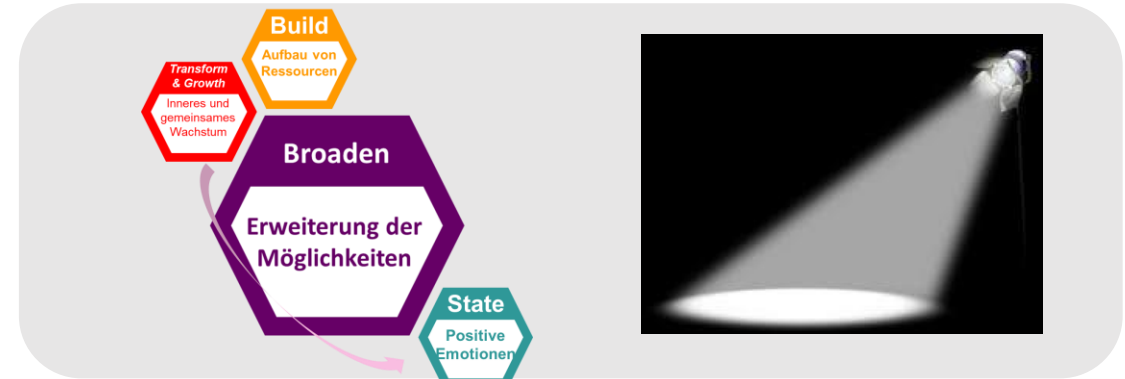 Build
Aufbau von
Ressourcen
Transform
& Growth
Inneres und
gemeinsames
Wachstum
Broaden
Erweiterung der
Möglichkeiten
State
Positive
Emotionen